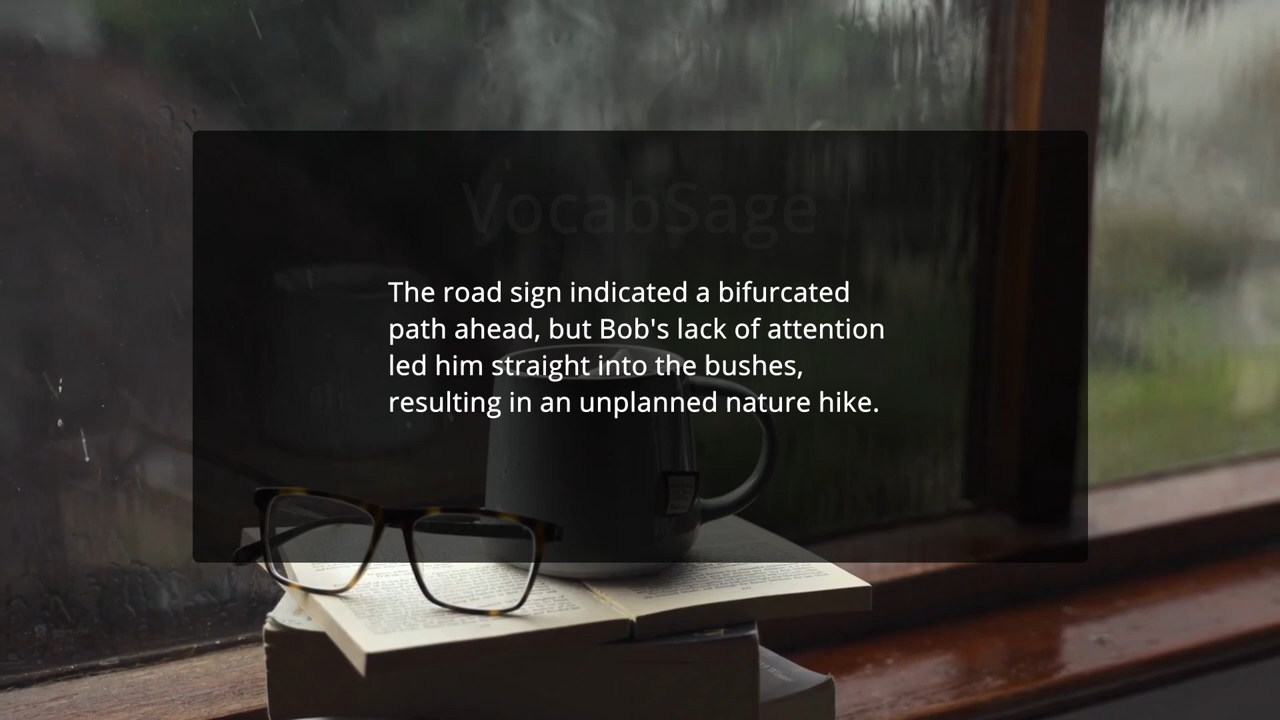 VocabSage
The road sign indicated a bifurcated
path ahead, but Bob's lack of attention
led him straight into the bushes,
resulting in an unplanned nature hike.